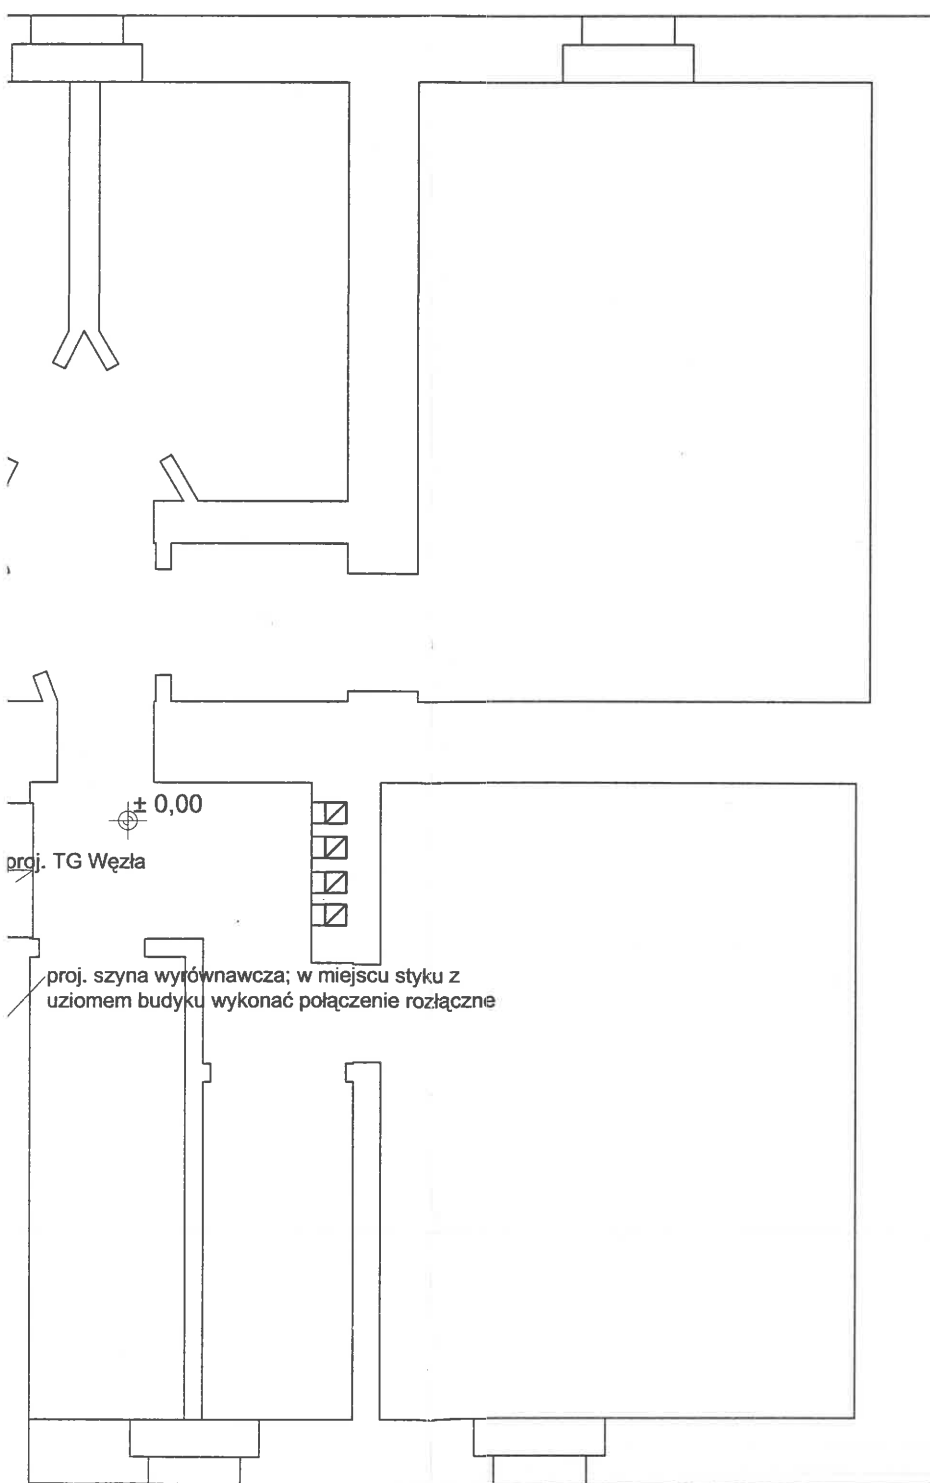 ± 0,00
proj. TG Węzła
proj. szyna wyrównawcza; w miejscu styku z
uziomem budyku wykonać połączenie rozłączne